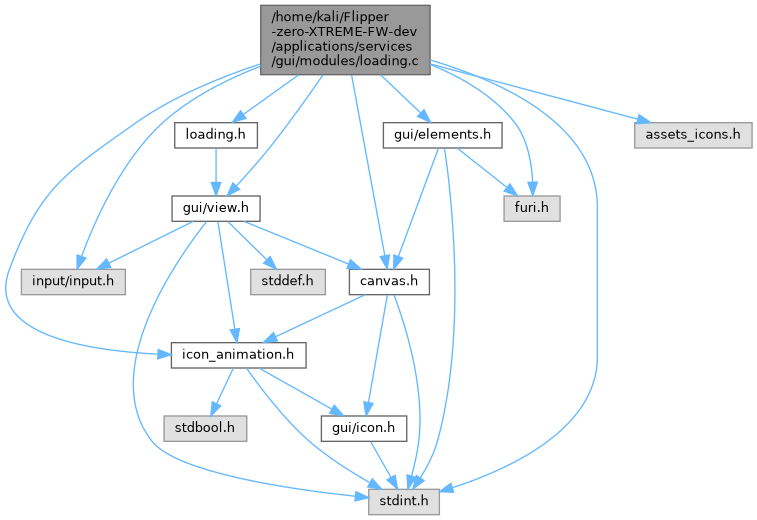 /home/kali/Flipper
-zero-XTREME-FW-dev
/applications/services
/gui/modules/loading.c
loading.h
gui/elements.h
assets_icons.h
gui/view.h
furi.h
input/input.h
stddef.h
canvas.h
icon_animation.h
stdbool.h
gui/icon.h
stdint.h